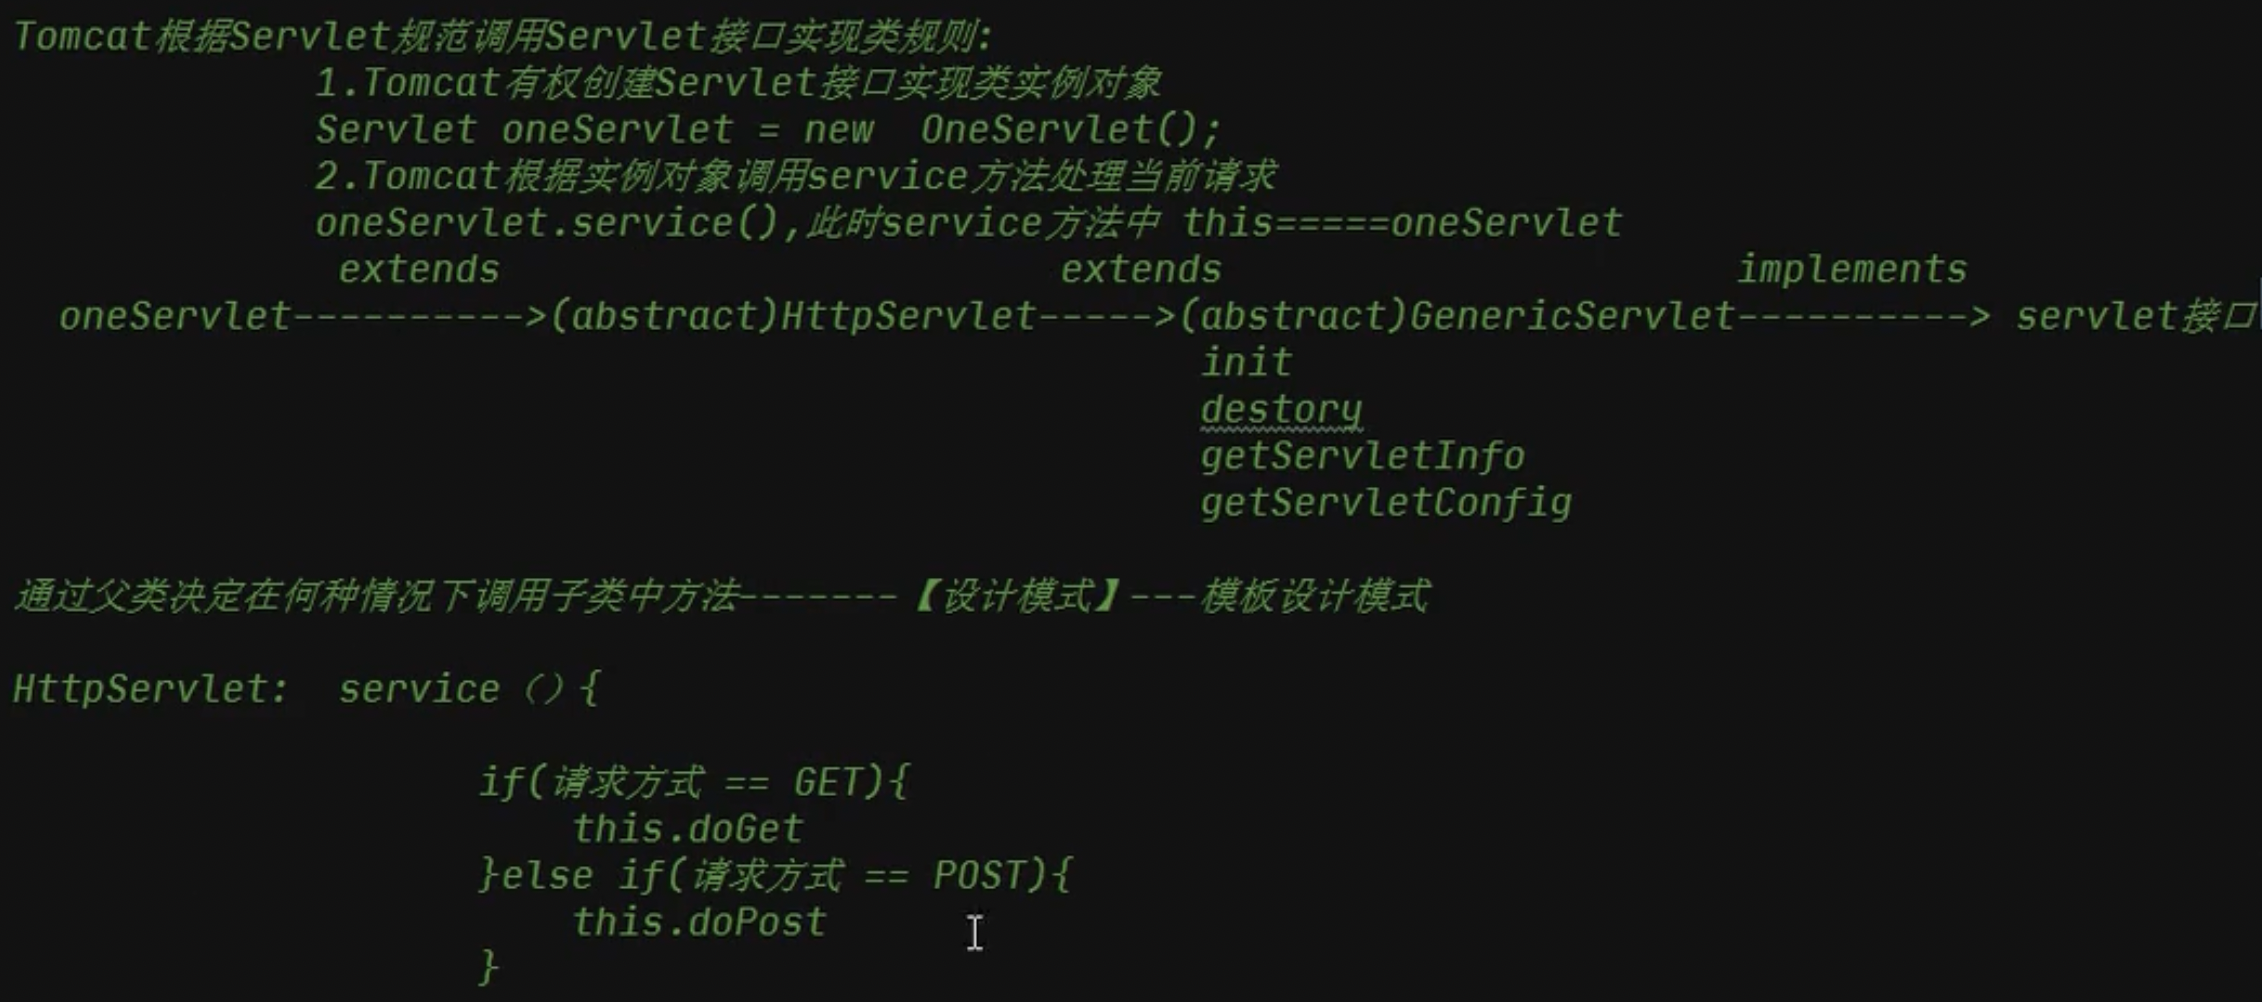 Tomcat根据Servlet规范调用Servlet接口实现类规则:
1.Tomcat有权创建Servlet接口实现类实例对象
Servlet oneServlet = new  OneServlet();
2.Tomcat根据实例对象调用service方法处理当前请求
oneServlet.service(),此时service方法中 this=====oneServlet
extends extends implements
oneServlet---------->(abstract)HttpServlet----->(abstract)GenericServlet----------> servlet接口
init
destory
getServletInfo
getServletConfig
通过父类决定在何种情况下调用子类中方法-------【设计模式】---模板设计模式
HttpServlet:  service（）{
if(请求方式 == GET){
this.doGet
}else if(请求方式 == POST){
this.doPost
}